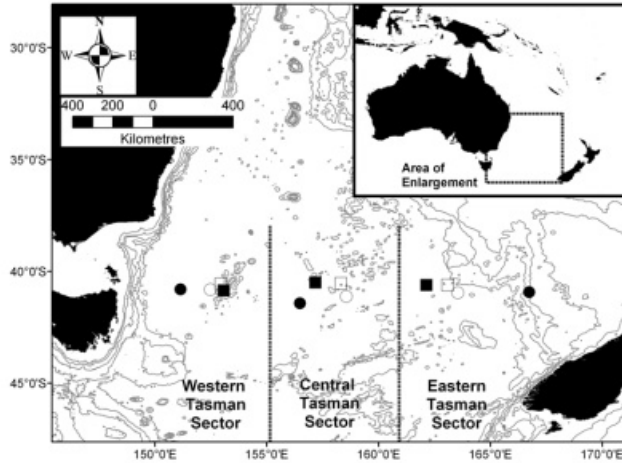 30°0'S
35°0'S
40°0'S
45°0'S
N
W E
S
400 200 0 400
Kilometres
Area of
Enlargement
Western
Tasman
Sector
Central
Tasman
Sector
Eastern
Tasman
Sector
150°0'E 155°0'E 160°0'E 165°0'E 170°0'E